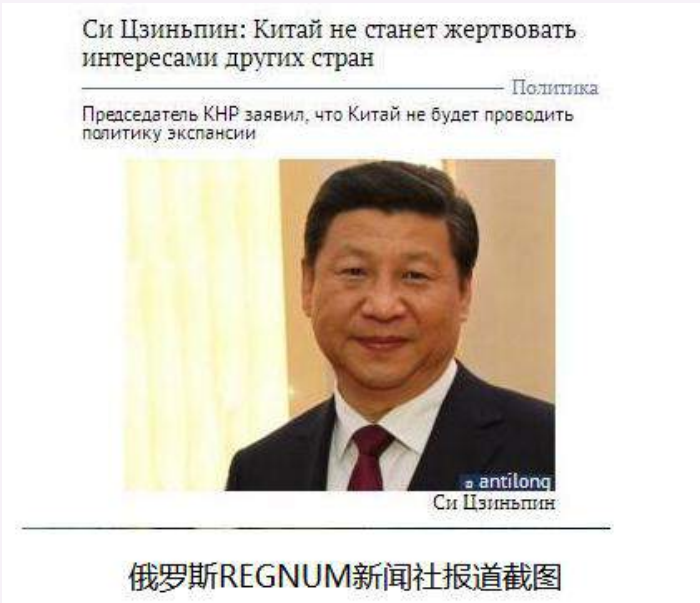 Си Цзиньпин: Китай не станет жертвовать
интересами других стран
Политика
Председатель КНР заявил, что Китай не будет проводить
политику экспансии
antilong
Си Цзиньпин
俄罗斯REGNUM新闻社报道截图